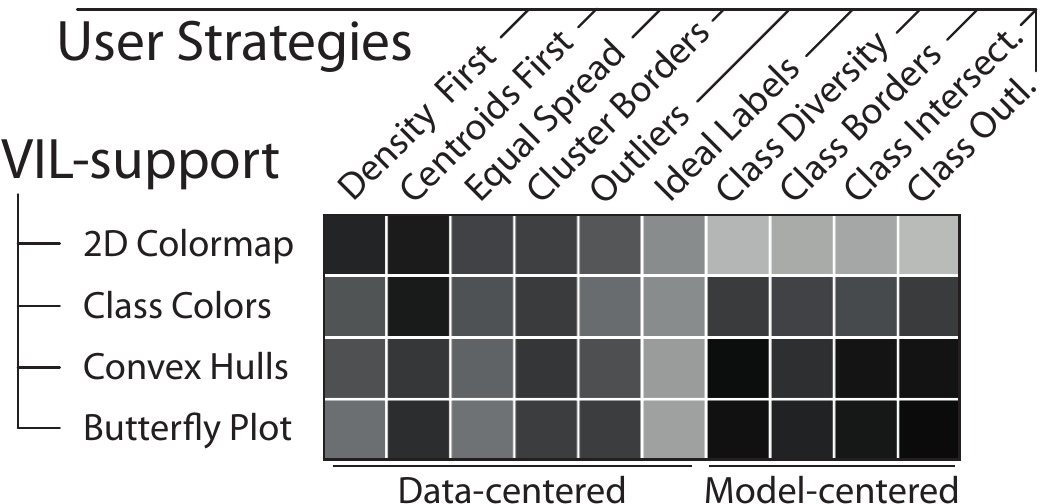 User Strategies
Density First
Centroids First
Equal Spread
Cluster Borders
Outliers
Ideal Labels
Class Diversity
Class Borders
Class Intersect.
Class Outl.
VIL-support
2D Colormap
Class Colors
Convex Hulls
Butterfly Plot
Data-centered
Model-centered